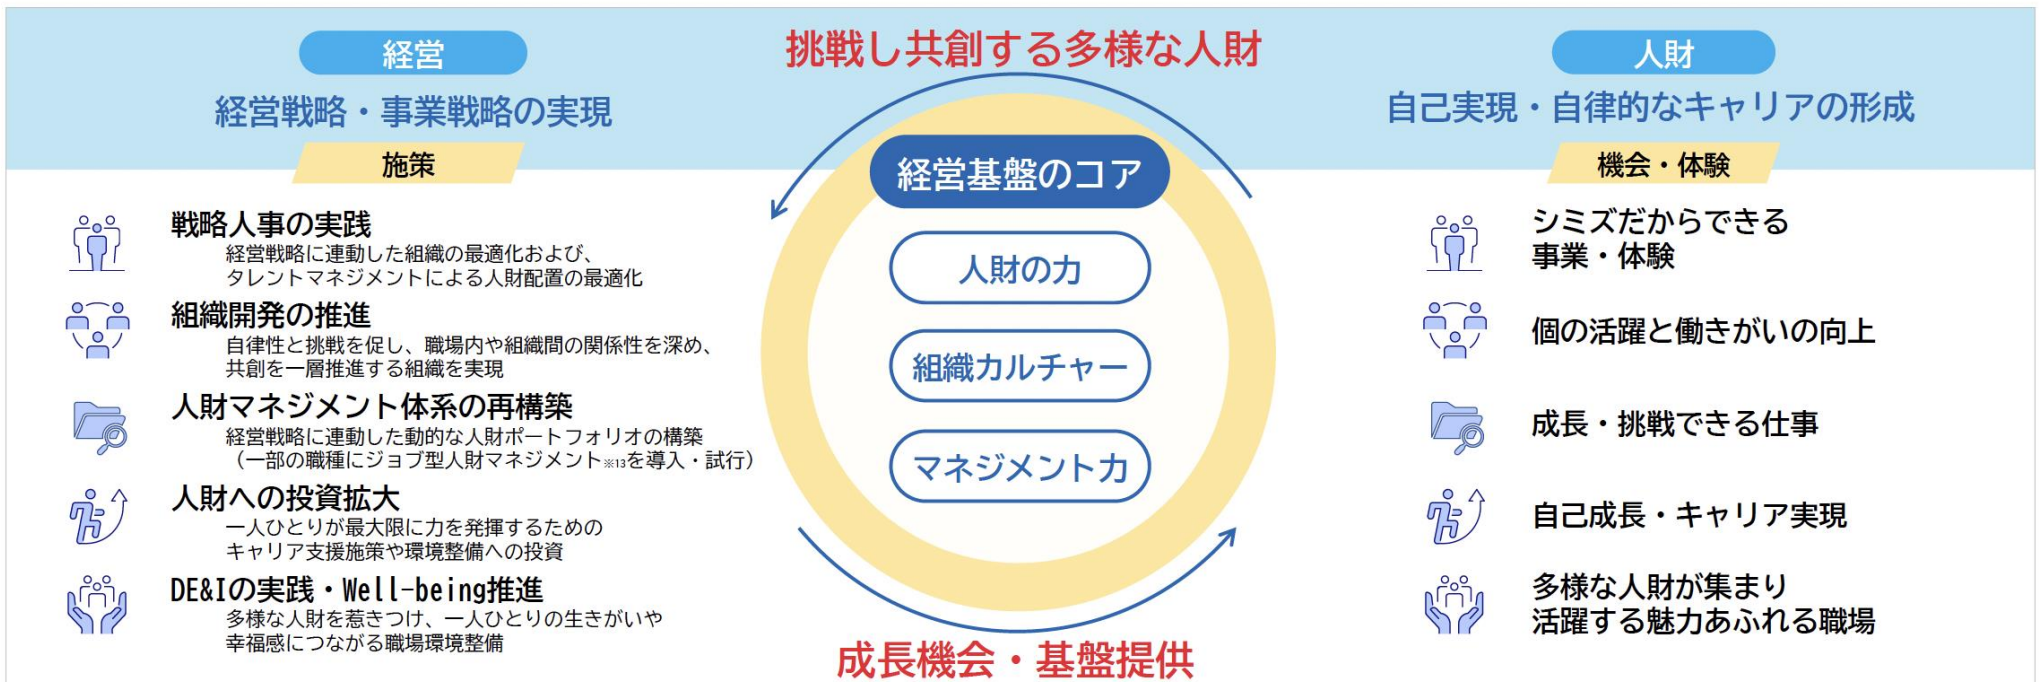 経営
経営戦略・事業戦略の実現
施策
戦略人事の実践
経営戦略に連動した組織の最適化および、
タレントマネジメントによる人財配置の最適化
組織開発の推進
自律性と挑戦を促し、職場内や組織間の関係性を深め、
共創を一層推進する組織を実現
人財マネジメント体系の再構築
経営戦略に連動した動的な人財ポートフォリオの構築
（一部の職種にジョブ型人財マネジメント※13を導入・試行）
人財への投資拡大
一人ひとりが最大限に力を発揮するための
キャリア支援施策や環境整備への投資
DE&Iの実践・Well-being推進
多様な人財を惹きつけ、一人ひとりの生きがいや
幸福感につながる職場環境整備
挑戦し共創する多様な人財
経営基盤のコア
人財の力
組織カルチャー
マネジメント力
成長機会・基盤提供
人財
自己実現・自律的なキャリアの形成
機会・体験
シミズだからできる
事業・体験
個の活躍と働きがいの向上
成長・挑戦できる仕事
自己成長・キャリア実現
多様な人財が集まり
活躍する魅力あふれる職場